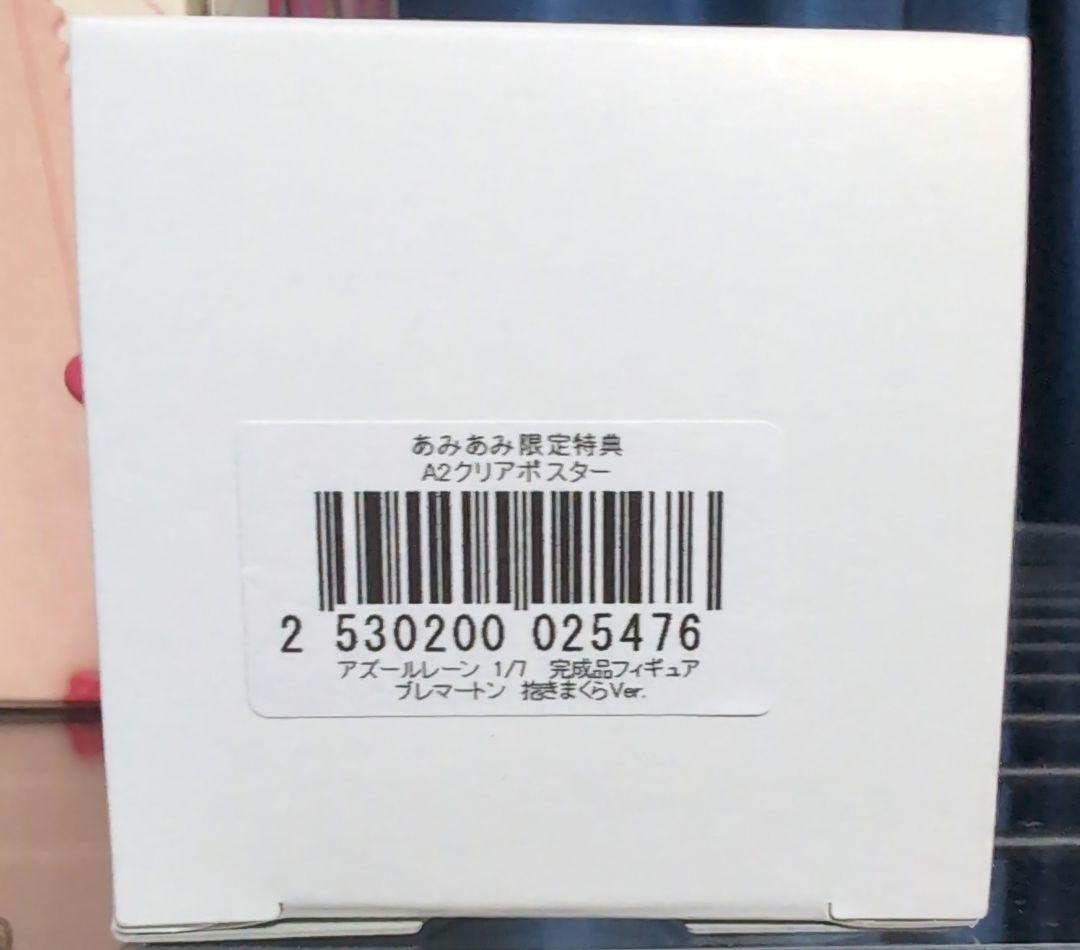 あみあみ限定特典
A2クリアポスター
2 530200 025476
アズールレーン 1/7 完成品フィギュア
ブレマートン 抱きまくらVer.